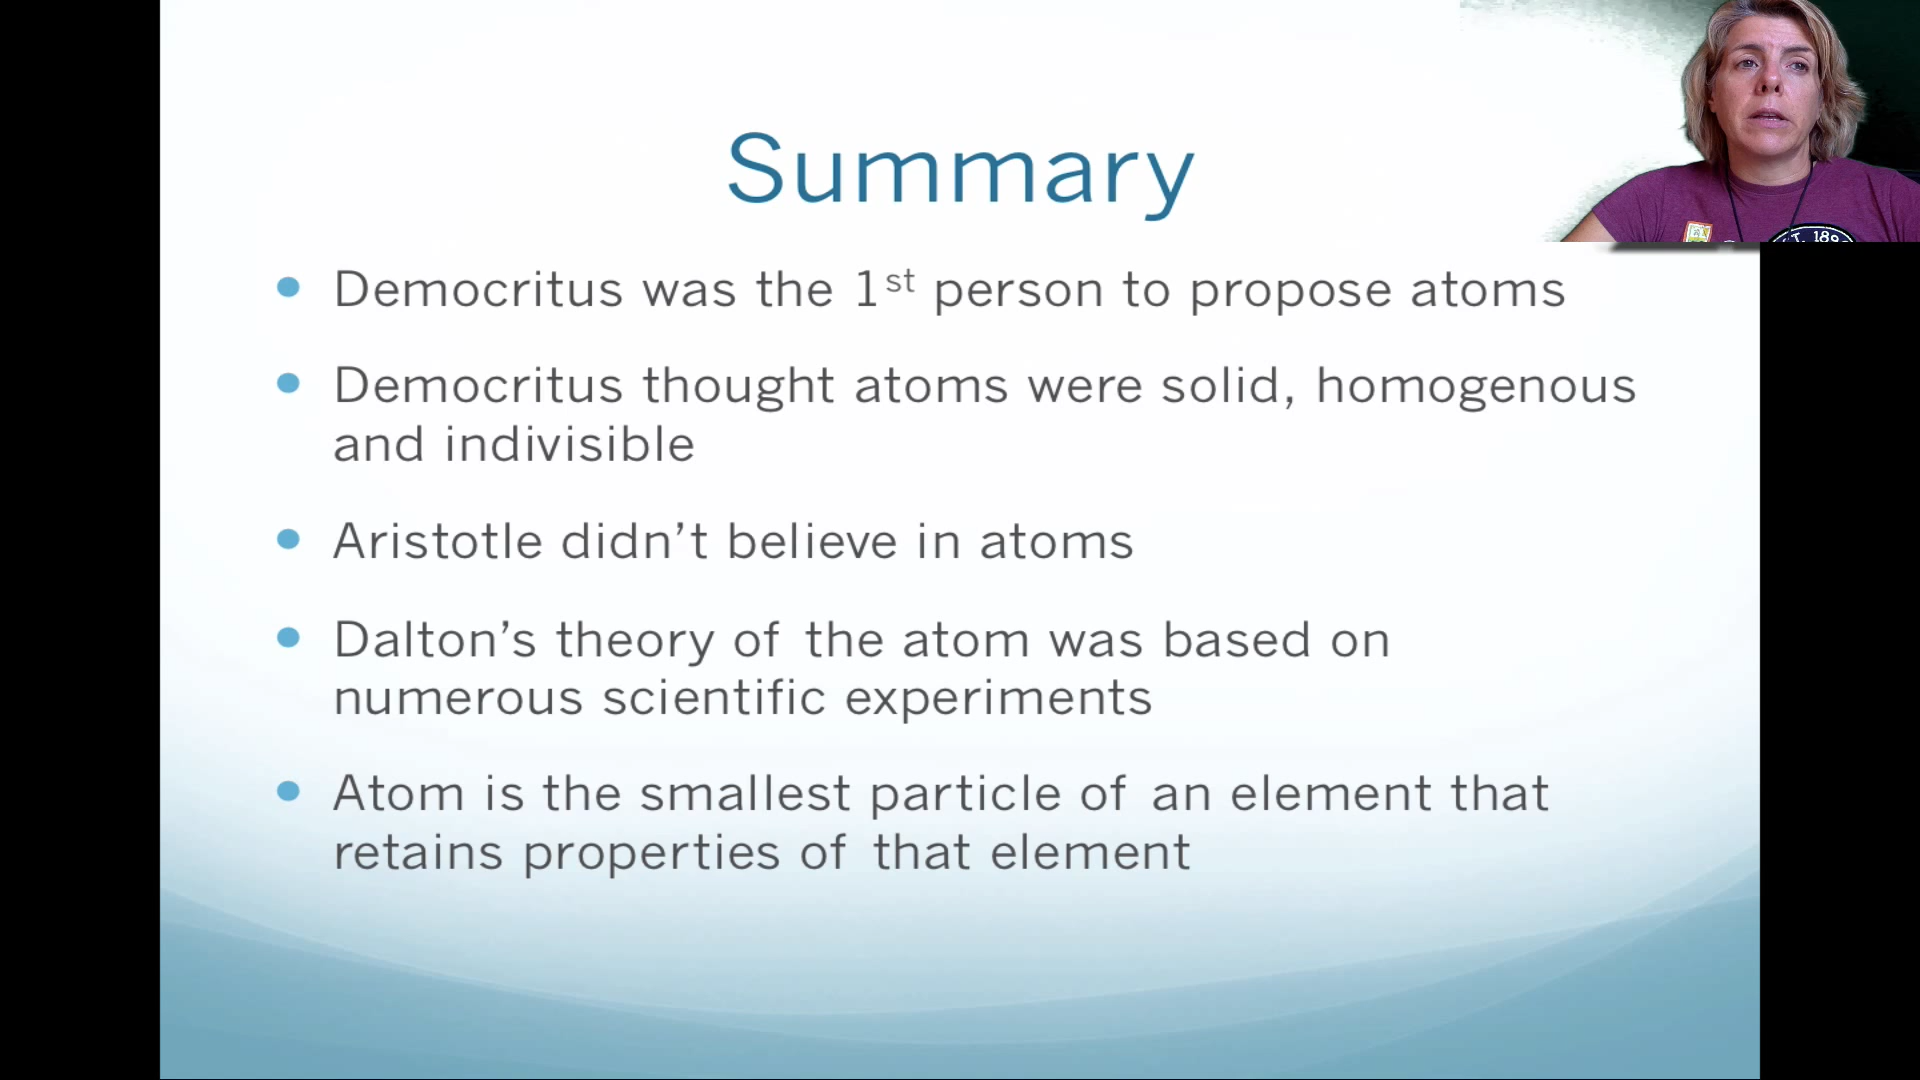 Summary
Democritus was the 1st person to propose atoms
Democritus thought atoms were solid, homogenous
and indivisible
Aristotle didn’t believe in atoms
Dalton’s theory of the atom was based on
numerous scientific experiments
Atom is the smallest particle of an element that
retains properties of that element